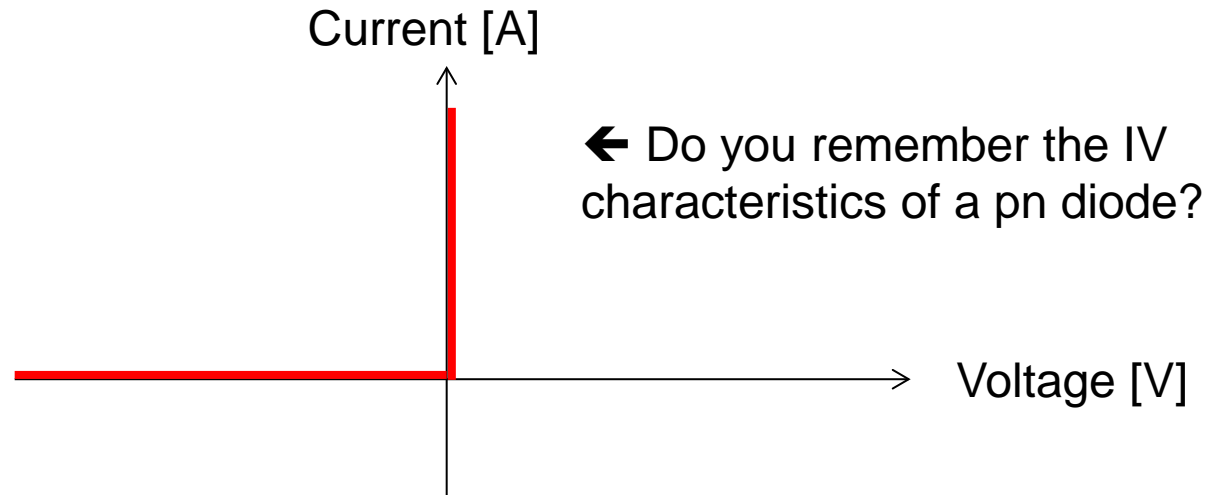 Current [A]
← Do you remember the IV
characteristics of a pn diode?
Voltage [V]